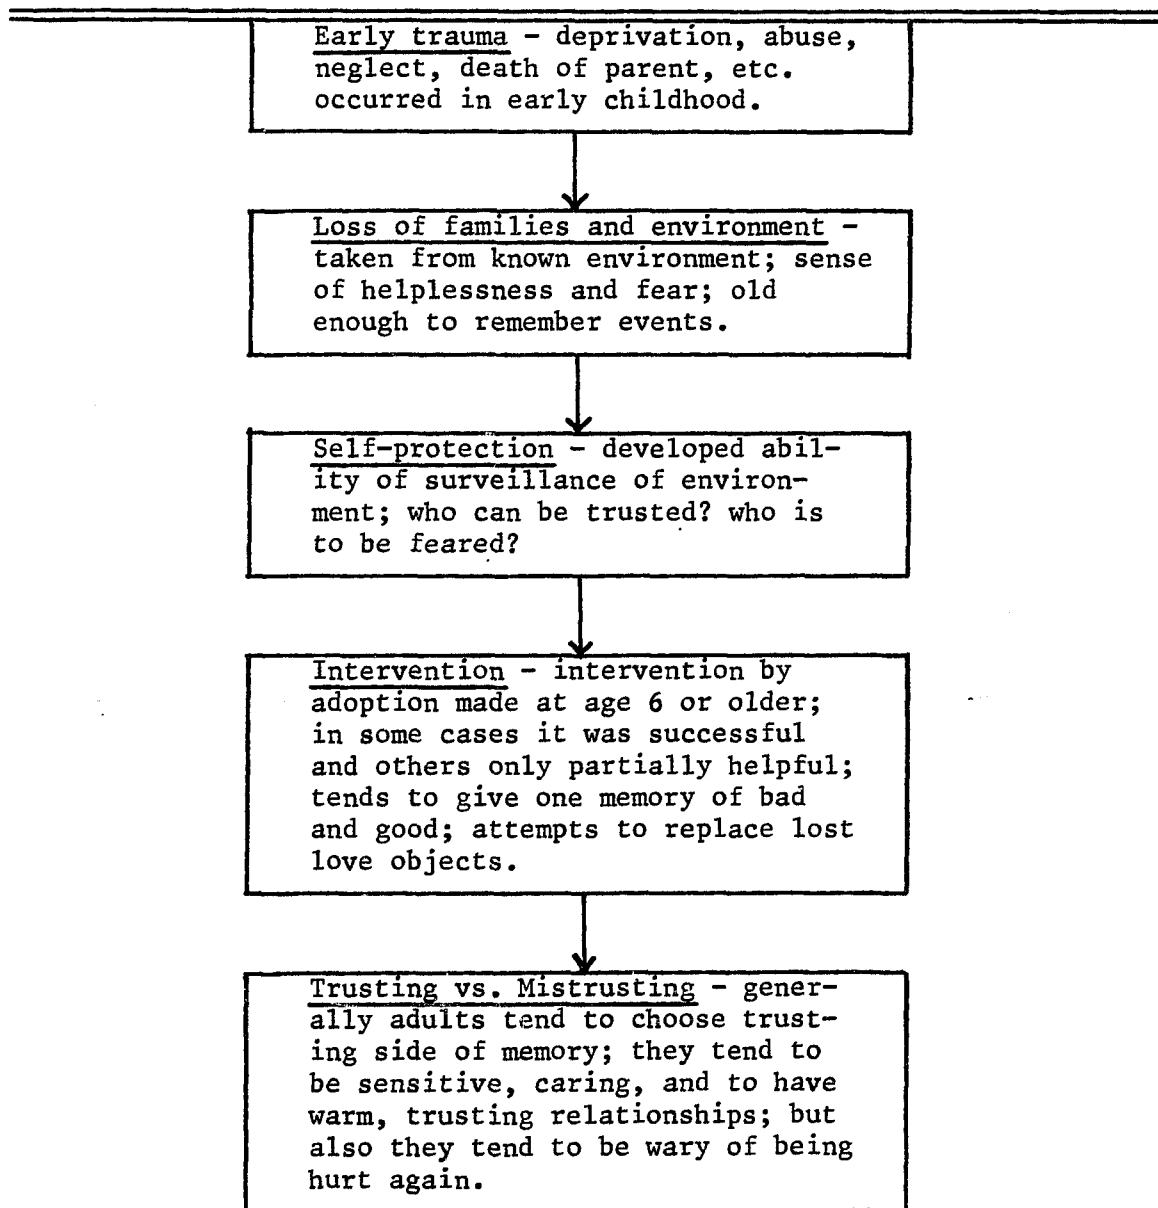 Early trauma - deprivation, abuse,
neglect, death of parent, etc.
occurred in early childhood.
Loss of families and environment -
taken from known environment; sense
of helplessness and fear; old
enough to remember events.
Self-protection - developed abil-
ity of surveillance of environ-
ment; who can be trusted? who is
to be feared?
Intervention - intervention by
adoption made at age 6 or older;
in some cases it was successful
and others only partially helpful;
tends to give one memory of bad
and good; attempts to replace lost
love objects.
Trusting vs. Mistrusting - gener-
ally adults tend to choose trust-
ing side of memory; they tend to
be sensitive, caring, and to have
warm, trusting relationships; but
also they tend to be wary of being
hurt again.